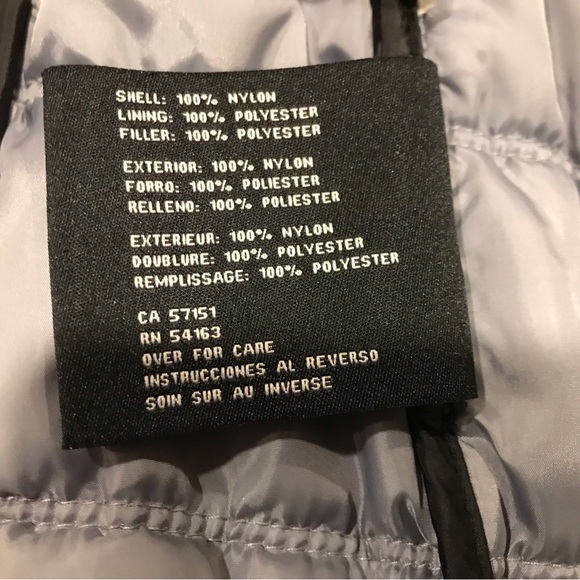 SHELL: 100% NYLON
LINING: 100% POLYESTER
FILLER: 100% POLYESTER
EXTERIOR: 100% NYLON
FORRO: 100% POLIESTER
RELLENO: 100% POLIESTER
EXTERIEUR: 100% NYLON
DOUBLURE: 100% POLYESTER
REMPLISSAGE: 100% POLYESTER
CA 57151
RN 54163
OVER FOR CARE
INSTRUCCIONES AL REVERSO
SOIN SUR AU INVERSE